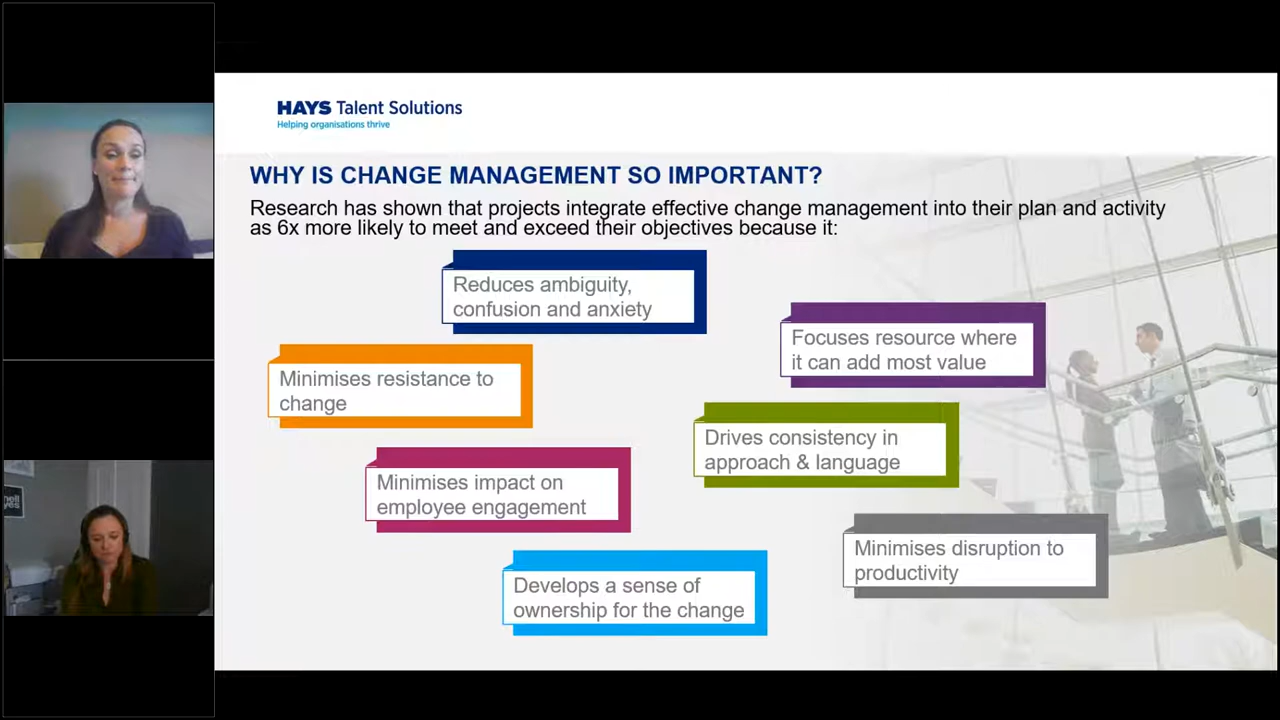 HAYS Talent Solutions
Helping organisations thrive
WHY IS CHANGE MANAGEMENT SO IMPORTANT?
Research has shown that projects integrate effective change management into their plan and activity
as 6x more likely to meet and exceed their objectives because it:
Reduces ambiguity,
confusion and anxiety
Focuses resource where
it can add most value
Minimises resistance to
change
Drives consistency in
approach & language
Minimises impact on
employee engagement
Minimises disruption to
productivity
Develops a sense of
ownership for the change